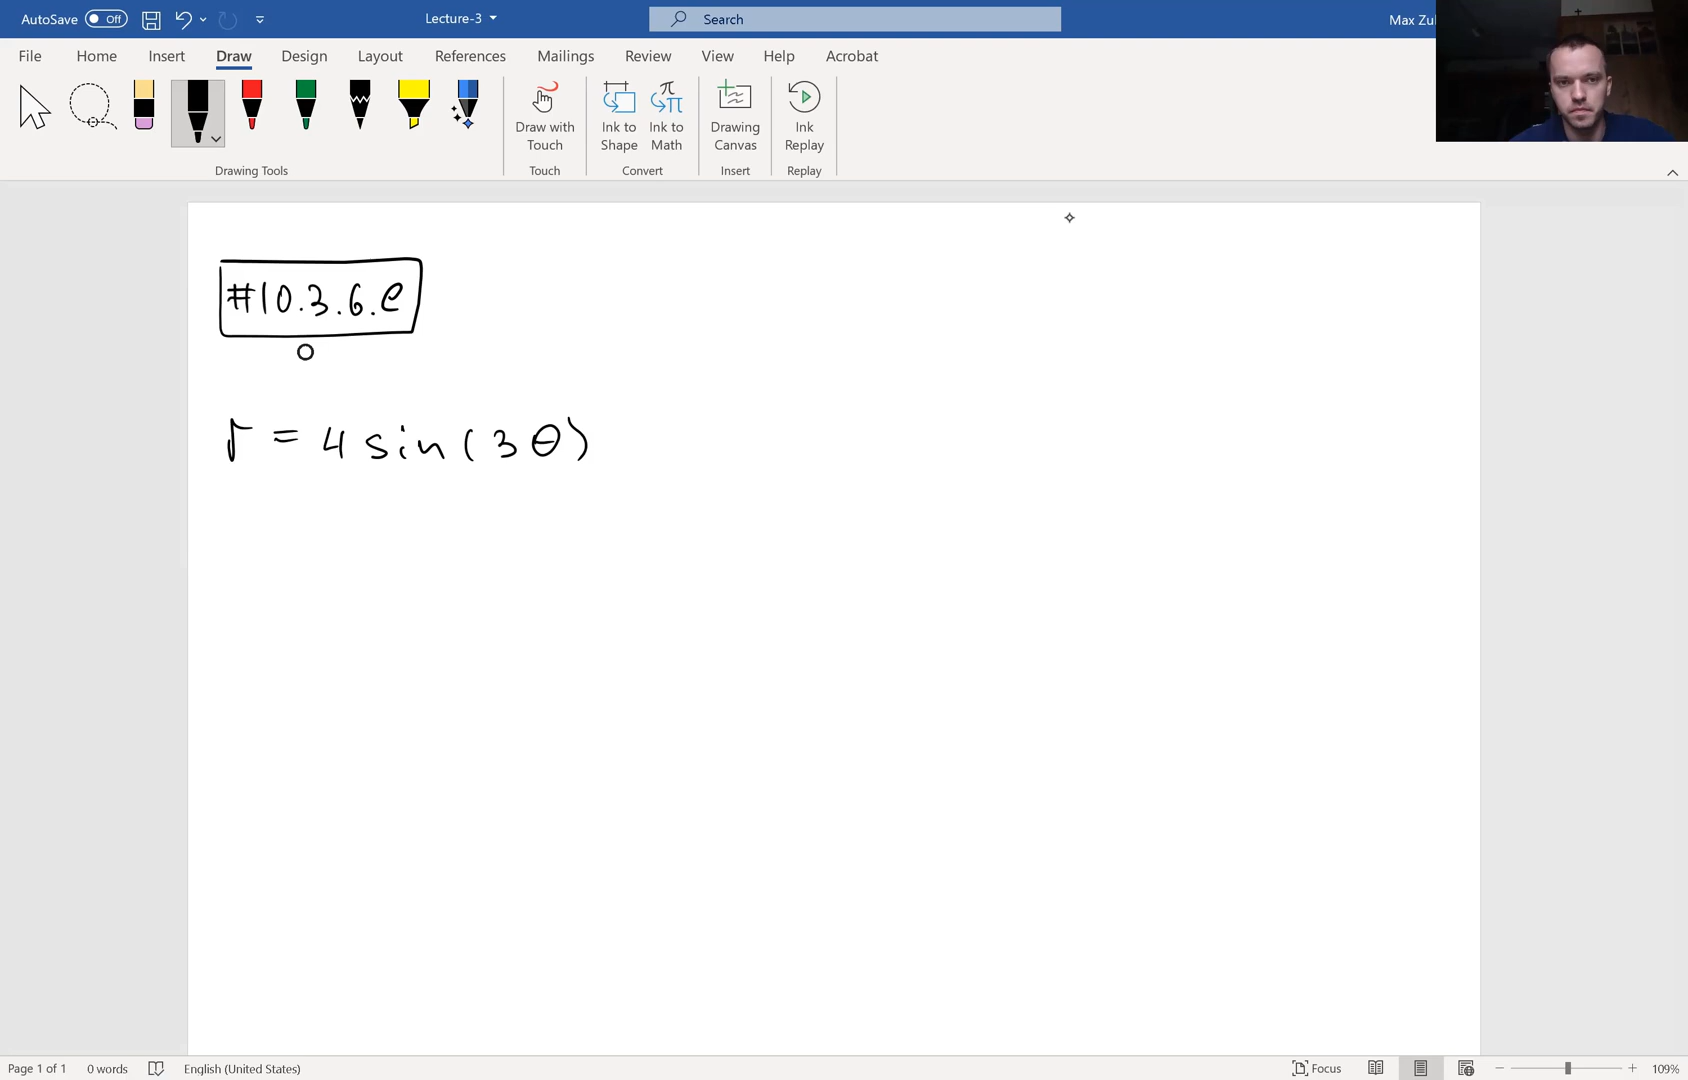 AutoSave Off Lecture-3 Search Max Zul
File Home Insert Draw Design Layout References Mailings Review View Help Acrobat
Draw with Touch Ink to Shape Ink to Math Drawing Canvas Ink Replay
Drawing Tools Touch Convert Insert Replay
#10.3.6.e
r = 4 sin(3θ)
Page 1 of 1 0 words English (United States) Focus 109%